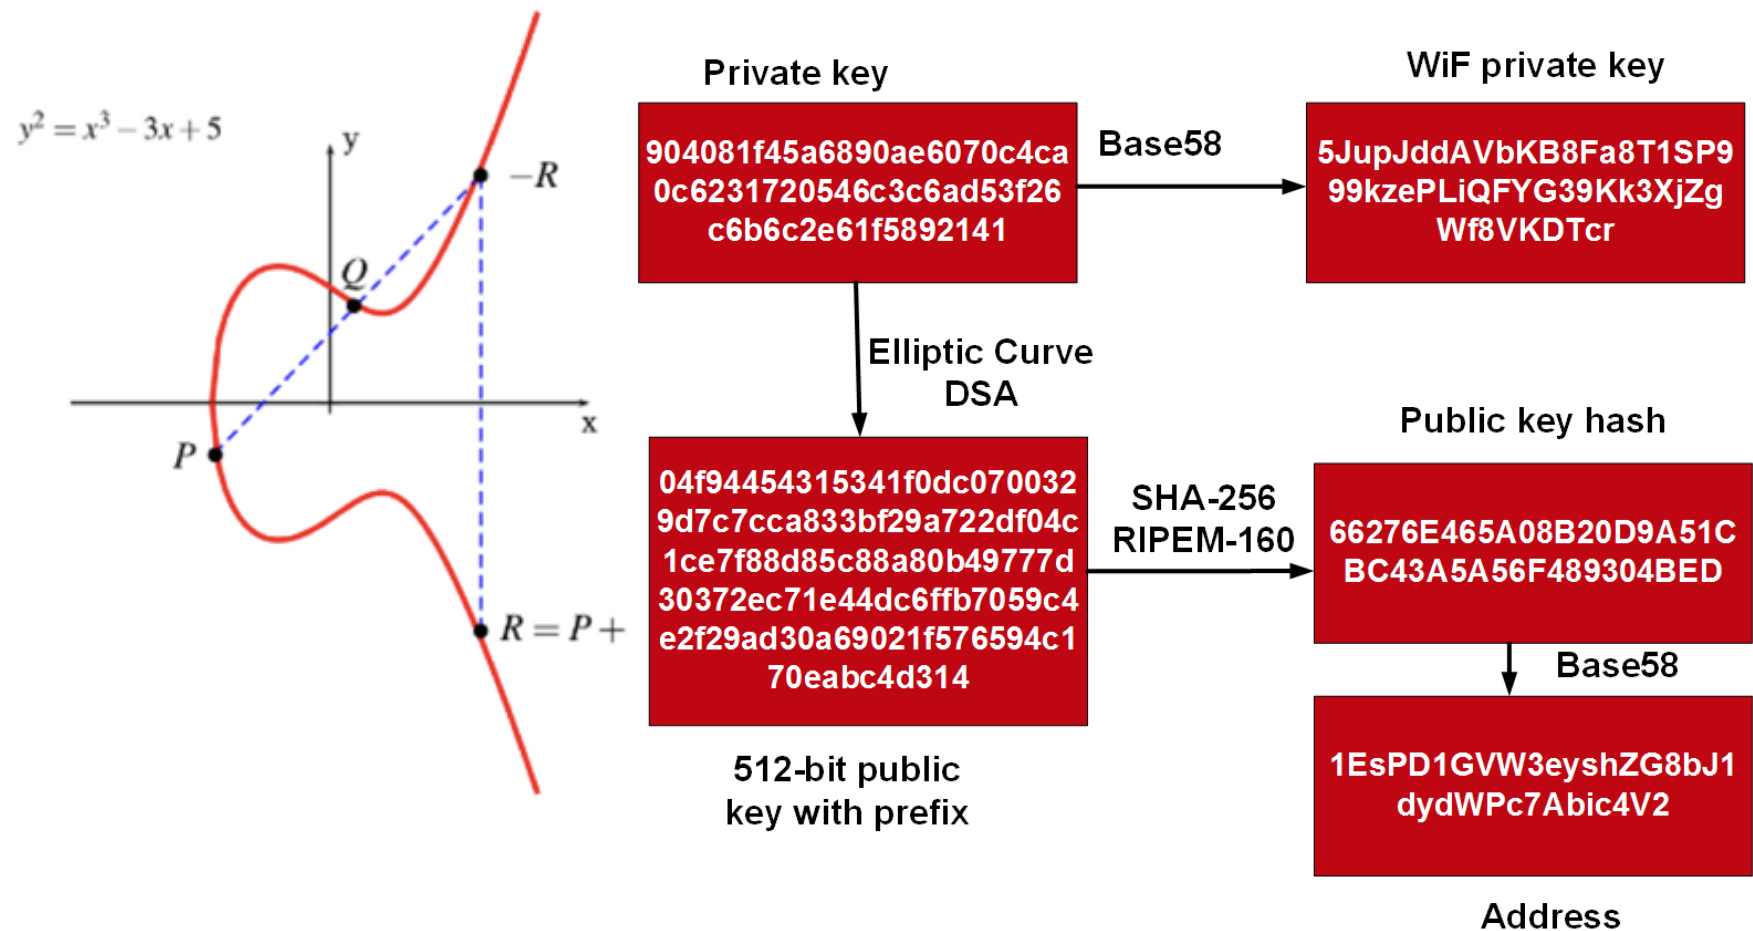 y² = x³ − 3x + 5
y
−R
Q
x
P
R = P +
Private key
904081f45a6890ae6070c4ca
0c6231720546c3c6ad53f26
c6b6c2e61f5892141
Base58
WiF private key
5JupJddAVbKB8Fa8T1SP9
99kzePLiQFYG39Kk3XjZg
Wf8VKDTcr
Elliptic Curve
DSA
04f94454315341f0dc070032
9d7c7cca833bf29a722df04c
1ce7f88d85c88a80b49777d
30372ec71e44dc6ffb7059c4
e2f29ad30a69021f576594c1
70eabc4d314
512-bit public
key with prefix
SHA-256
RIPEM-160
Public key hash
66276E465A08B20D9A51C
BC43A5A56F489304BED
Base58
1EsPD1GVW3eyshZG8bJ1
dydWPc7Abic4V2
Address